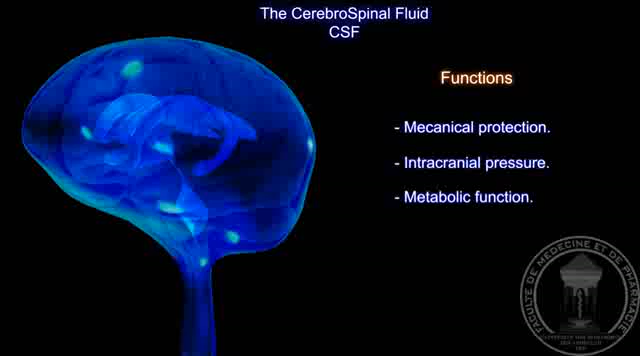 The CerebroSpinal Fluid
CSF
Functions
- Mecanical protection.
- Intracranial pressure.
- Metabolic function.
FACULTE DE MEDECINE ET DE PHARMACIE